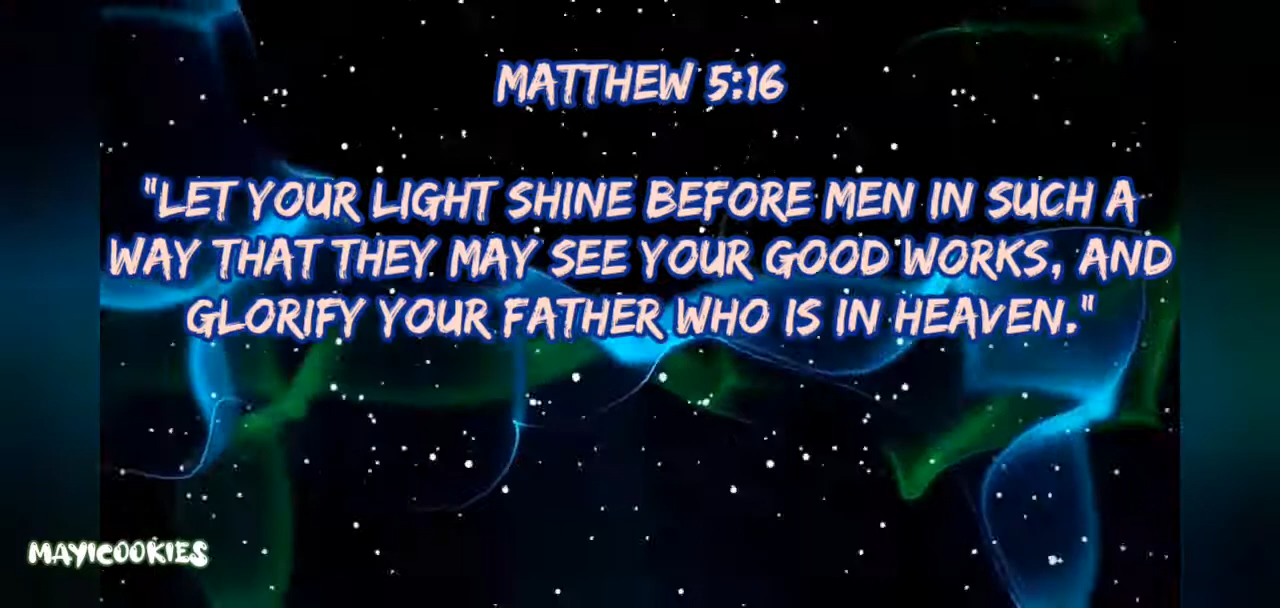 MATTHEW 5:16
"LET YOUR LIGHT SHINE BEFORE MEN IN SUCH A
WAY THAT THEY MAY SEE YOUR GOOD WORKS, AND
GLORIFY YOUR FATHER WHO IS IN HEAVEN."
MAYICOOKIES